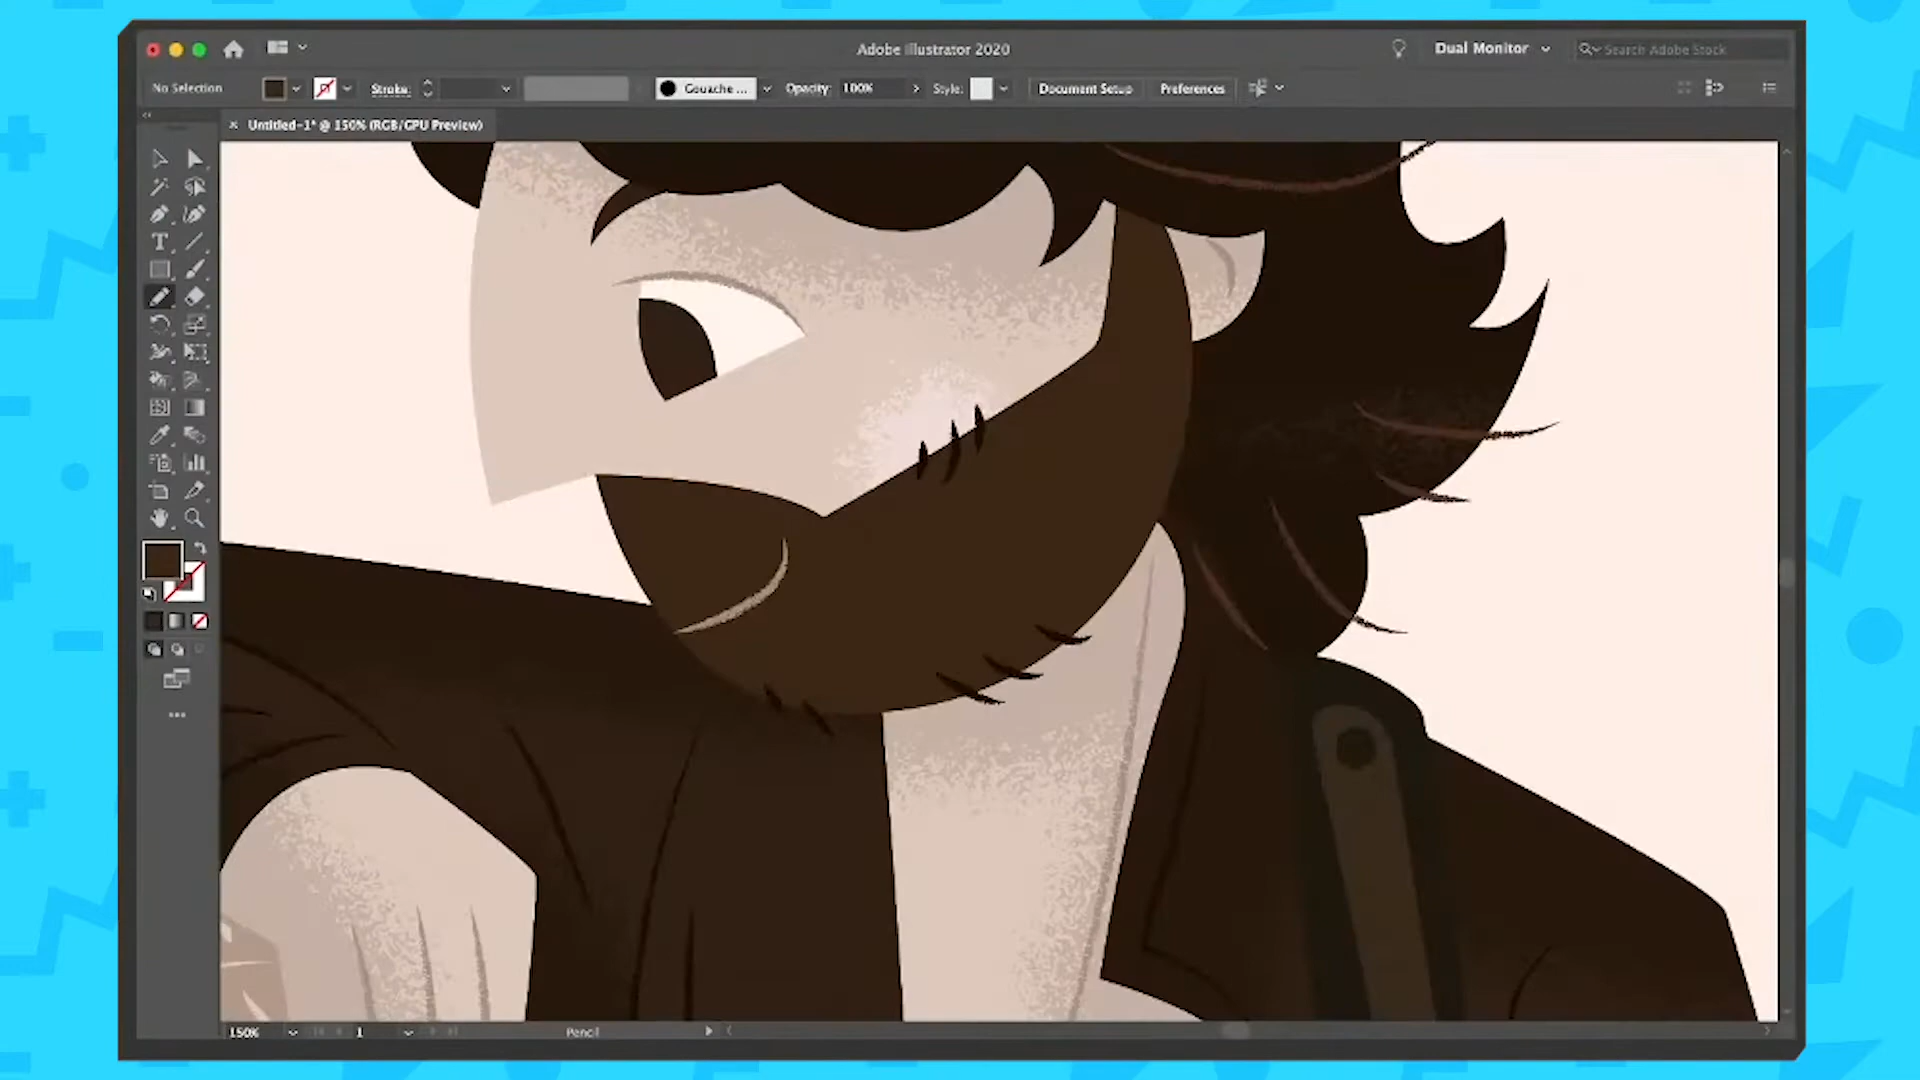 Adobe Illustrator 2020
Dual Monitor
Search Adobe Stock
No Selection
Stroke:
Gouache ...
Opacity: 100%
Style:
Document Setup
Preferences
× Untitled-1* @ 150% (RGB/GPU Preview)
T
150%
1
Pencil